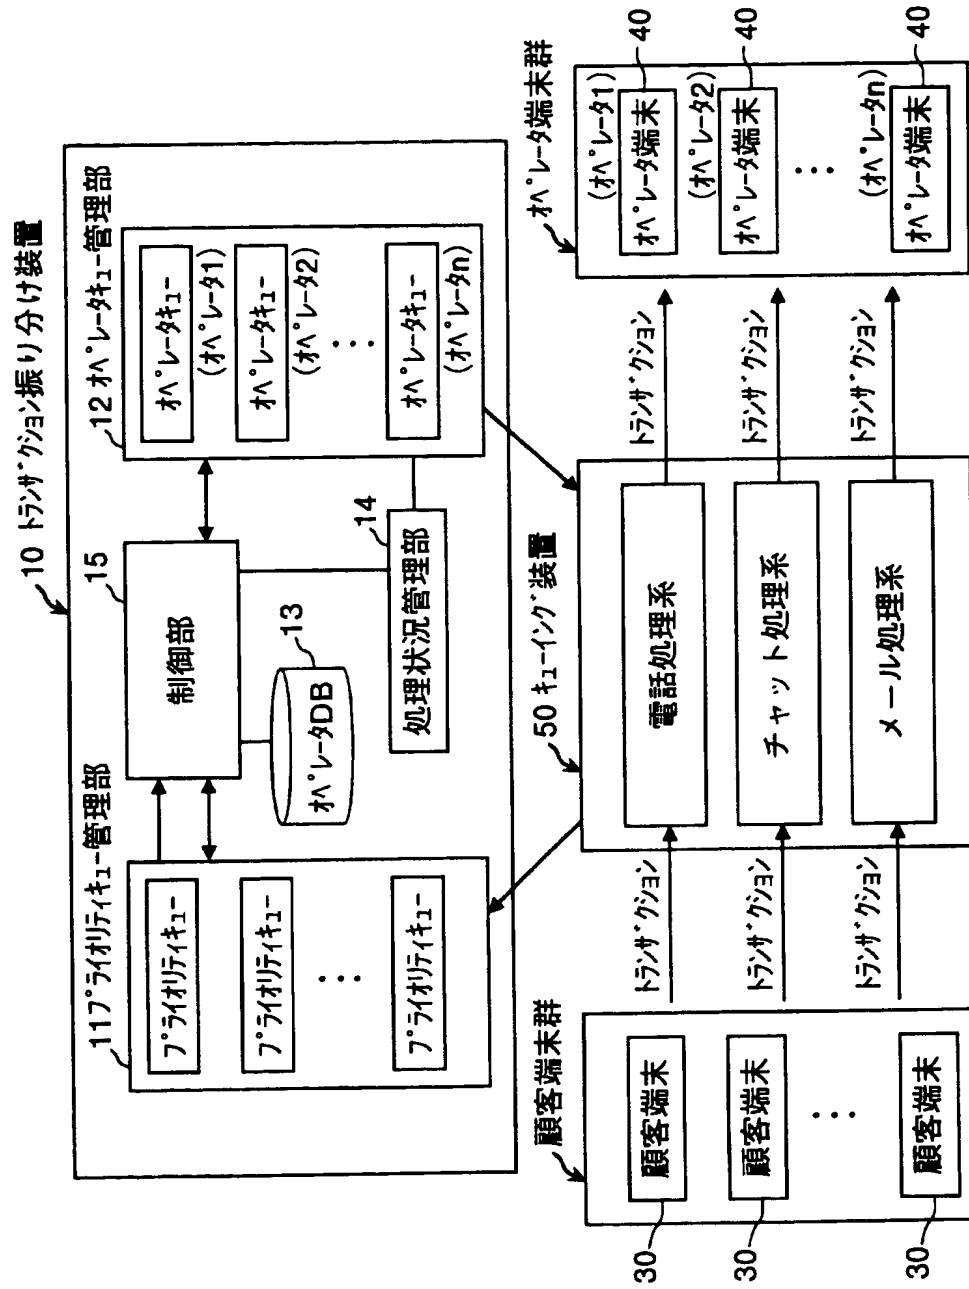 10 トランザクション振り分け装置
11プライオリティキュー管理部
プライオリティキュー
プライオリティキュー
・・・
プライオリティキュー
15
制御部
13
オペレータDB
14
処理状況管理部
12 オペレータキュー管理部
オペレータキュー
(オペレータ1)
オペレータキュー
(オペレータ2)
・・・
オペレータキュー
(オペレータn)
顧客端末群
顧客端末
30
顧客端末
30
・・・
顧客端末
30
トランザクション
トランザクション
トランザクション
50 キューイング装置
電話処理系
チャット処理系
メール処理系
トランザクション
トランザクション
トランザクション
オペレータ端末群
(オペレータ1)
オペレータ端末
40
(オペレータ2)
オペレータ端末
40
・・・
(オペレータn)
オペレータ端末
40